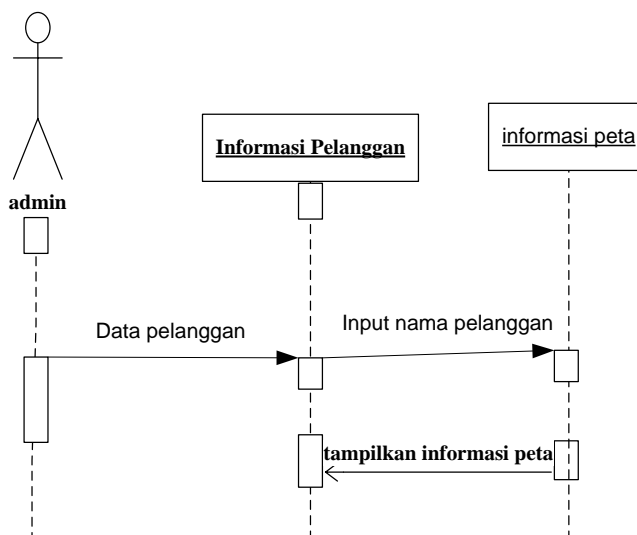 admin
Informasi Pelanggan
informasi peta
Data pelanggan
Input nama pelanggan
tampilkan informasi peta